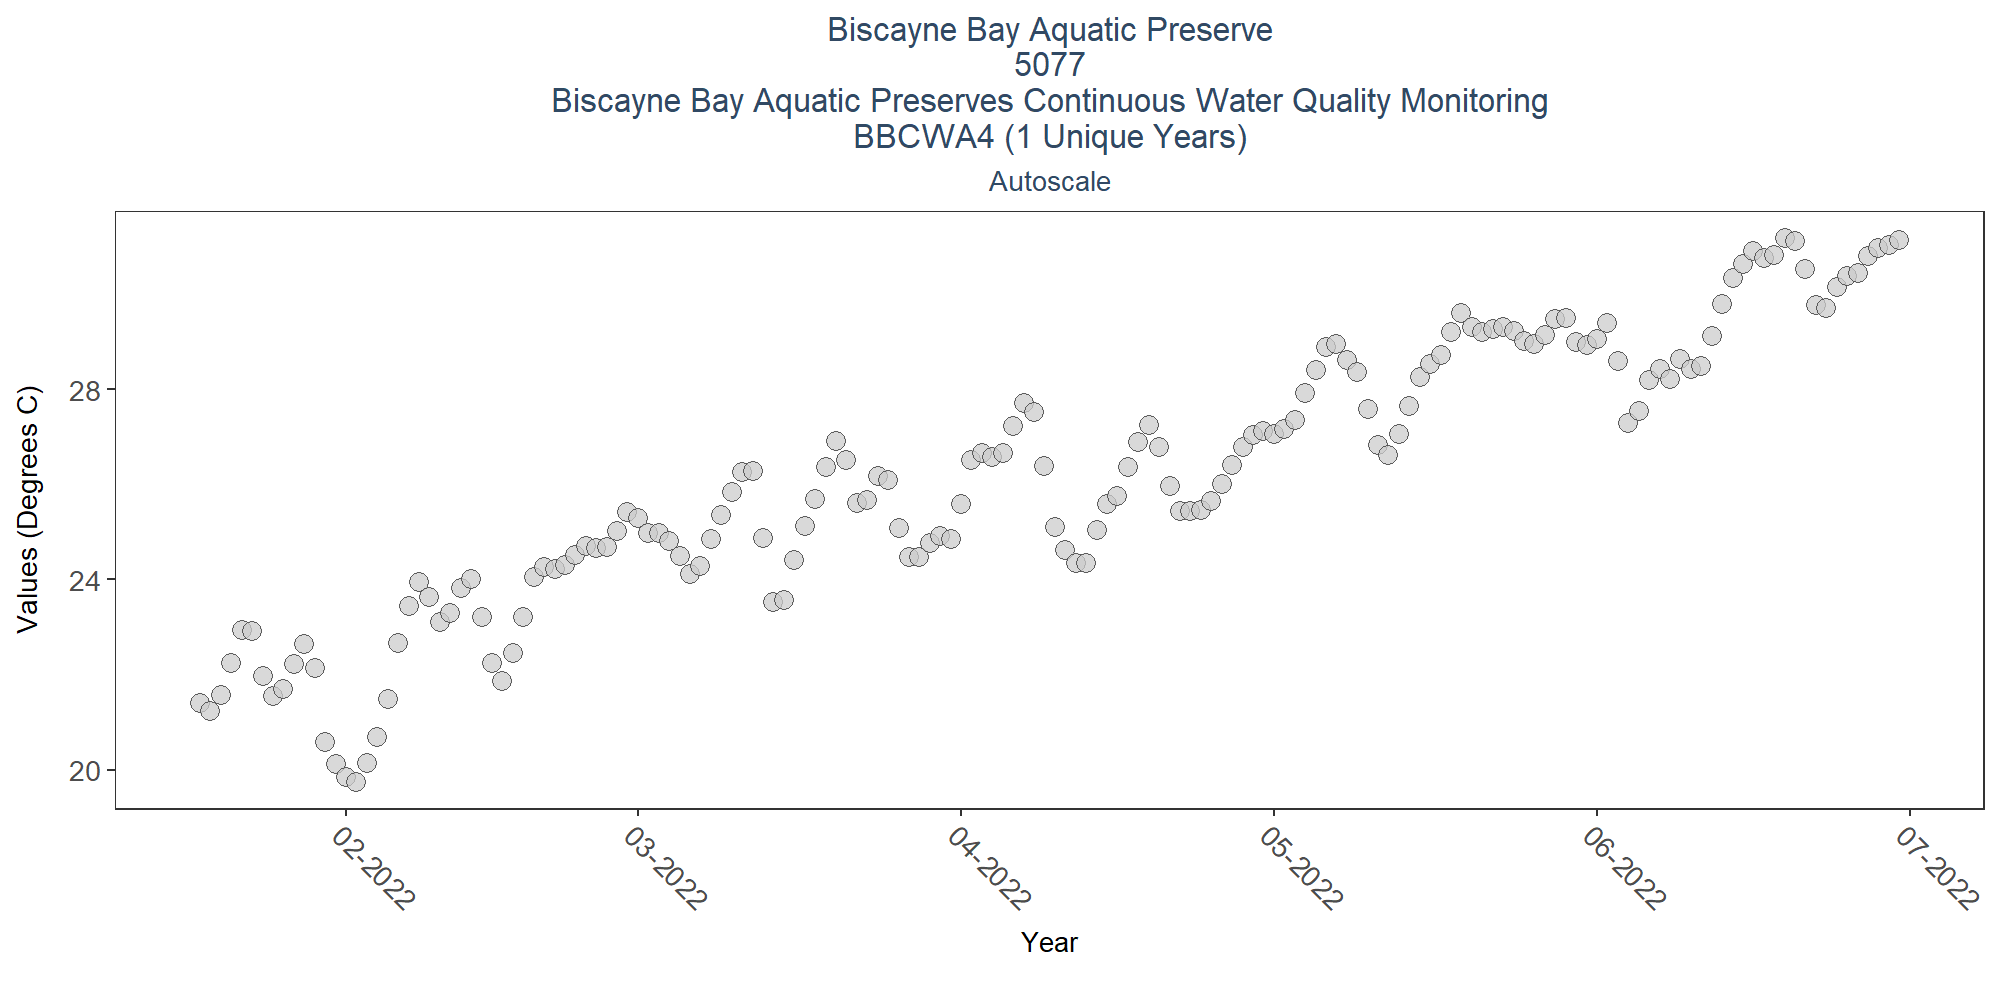 Biscayne Bay Aquatic Preserve
5077
Biscayne Bay Aquatic Preserves Continuous Water Quality Monitoring
BBCWA4 (1 Unique Years)
Autoscale
Values (Degrees C)
28
24
20
02-2022
03-2022
04-2022
05-2022
06-2022
07-2022
Year